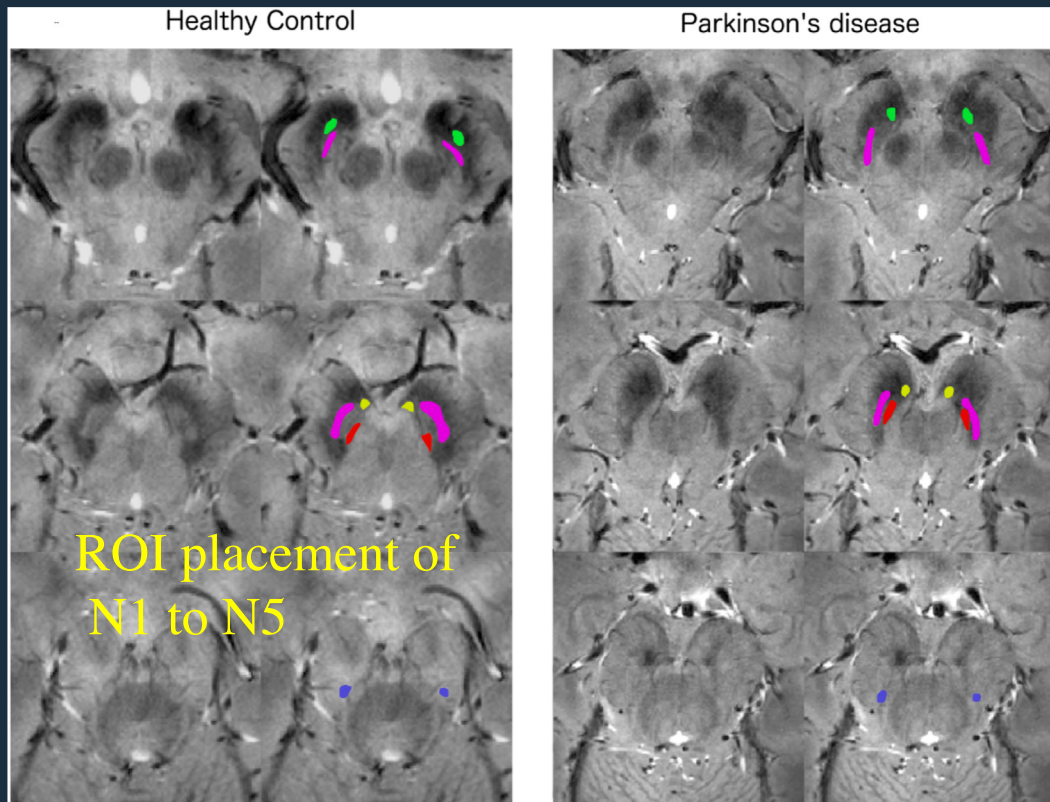 Healthy Control
Parkinson's disease
ROI placement of
N1 to N5